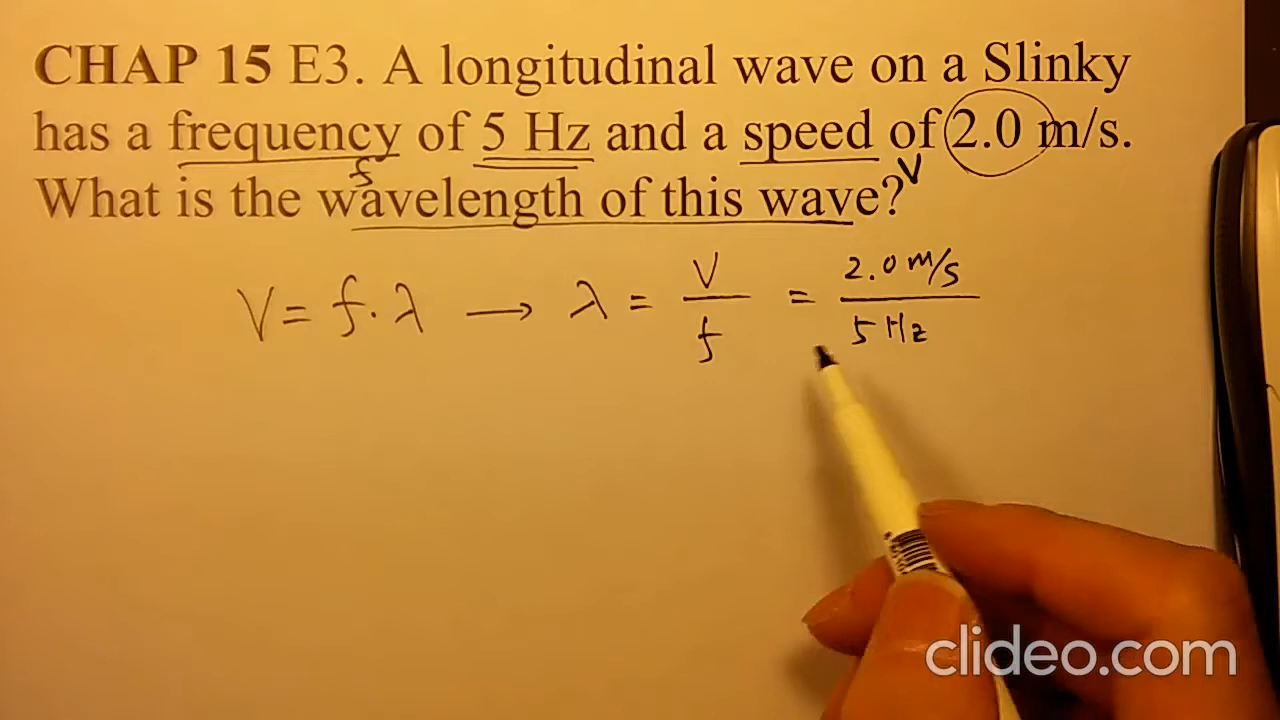 CHAP 15 E3. A longitudinal wave on a Slinky
has a frequency of 5 Hz and a speed of 2.0 m/s.
f V
What is the wavelength of this wave?
V = f · λ → λ = V / f = 2.0 m/s / 5 Hz
clideo.com